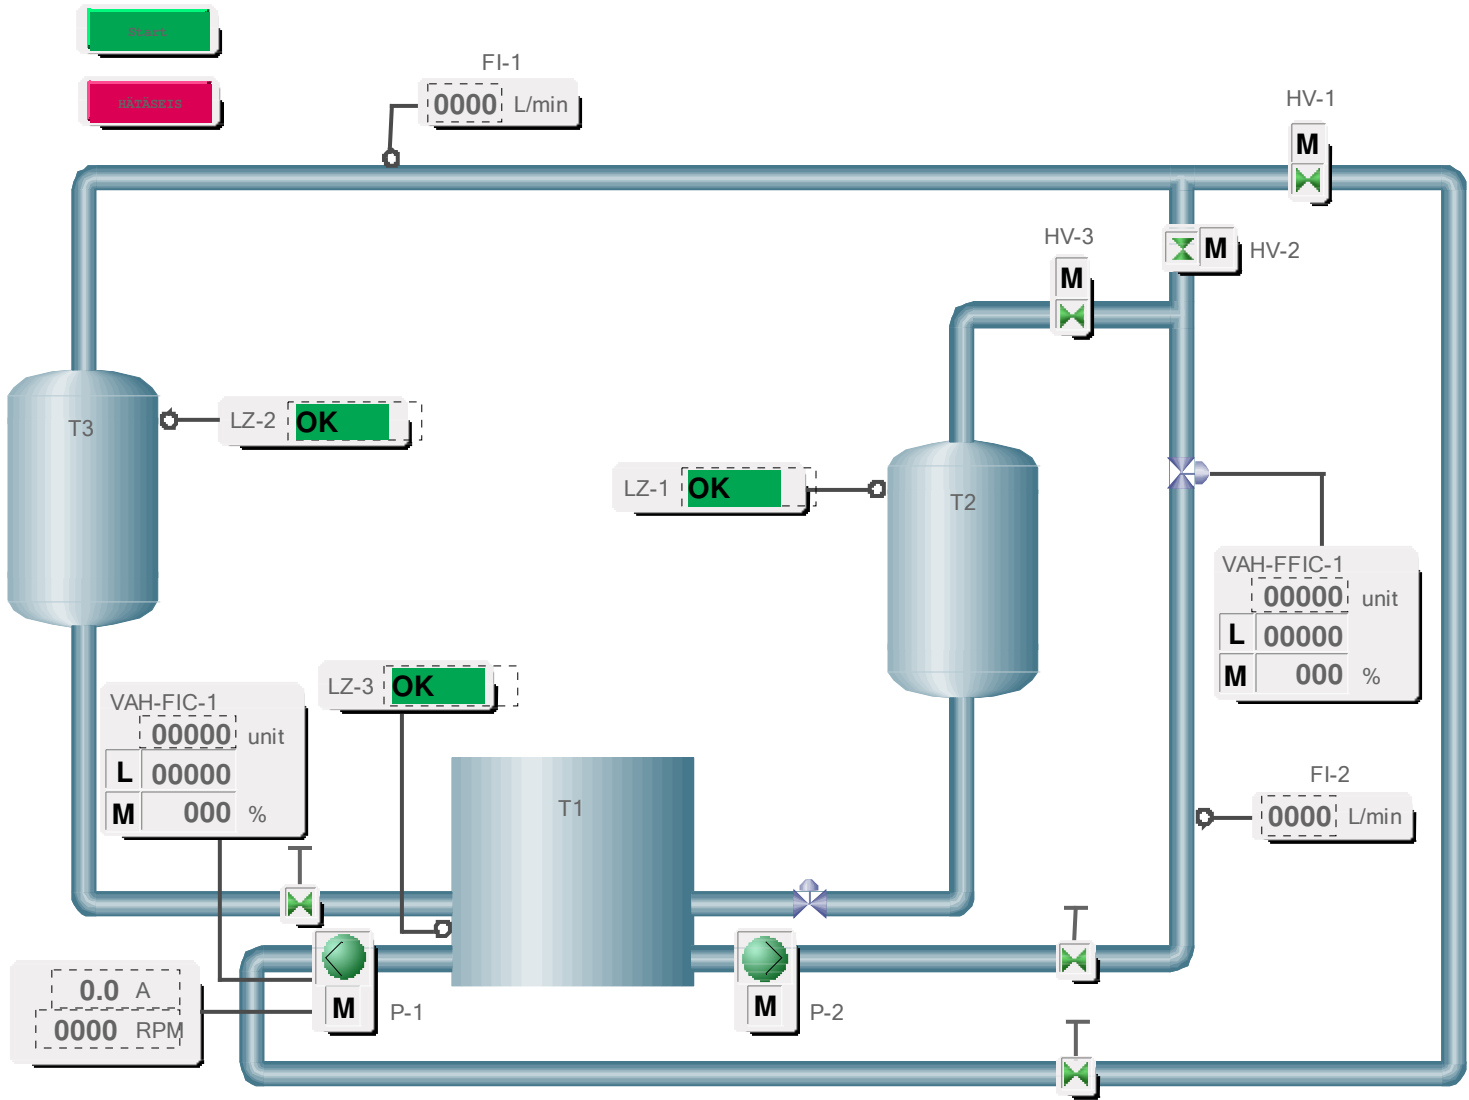 Start
FI-1
0000 L/min
HÄTÄSEIS
HV-1
M
HV-3
M
M HV-2
T3
LZ-2 OK
LZ-1 OK
T2
VAH-FFIC-1
00000 unit
L 00000
M 000 %
LZ-3 OK
VAH-FIC-1
00000 unit
L 00000
M 000 %
T1
FI-2
0000 L/min
0.0 A
0000 RPM
M P-1
M P-2